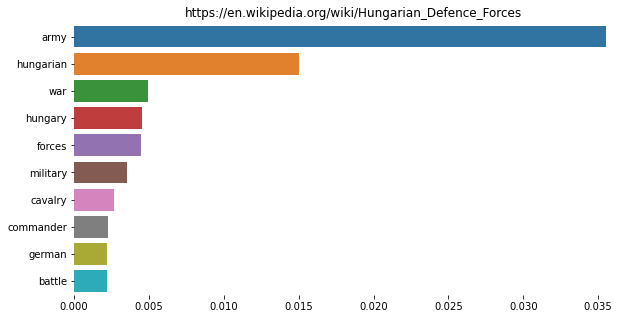 https://en.wikipedia.org/wiki/Hungarian_Defence_Forces
army
hungarian
war
hungary
forces
military
cavalry
commander
german
battle
0.000 0.005 0.010 0.015 0.020 0.025 0.030 0.035